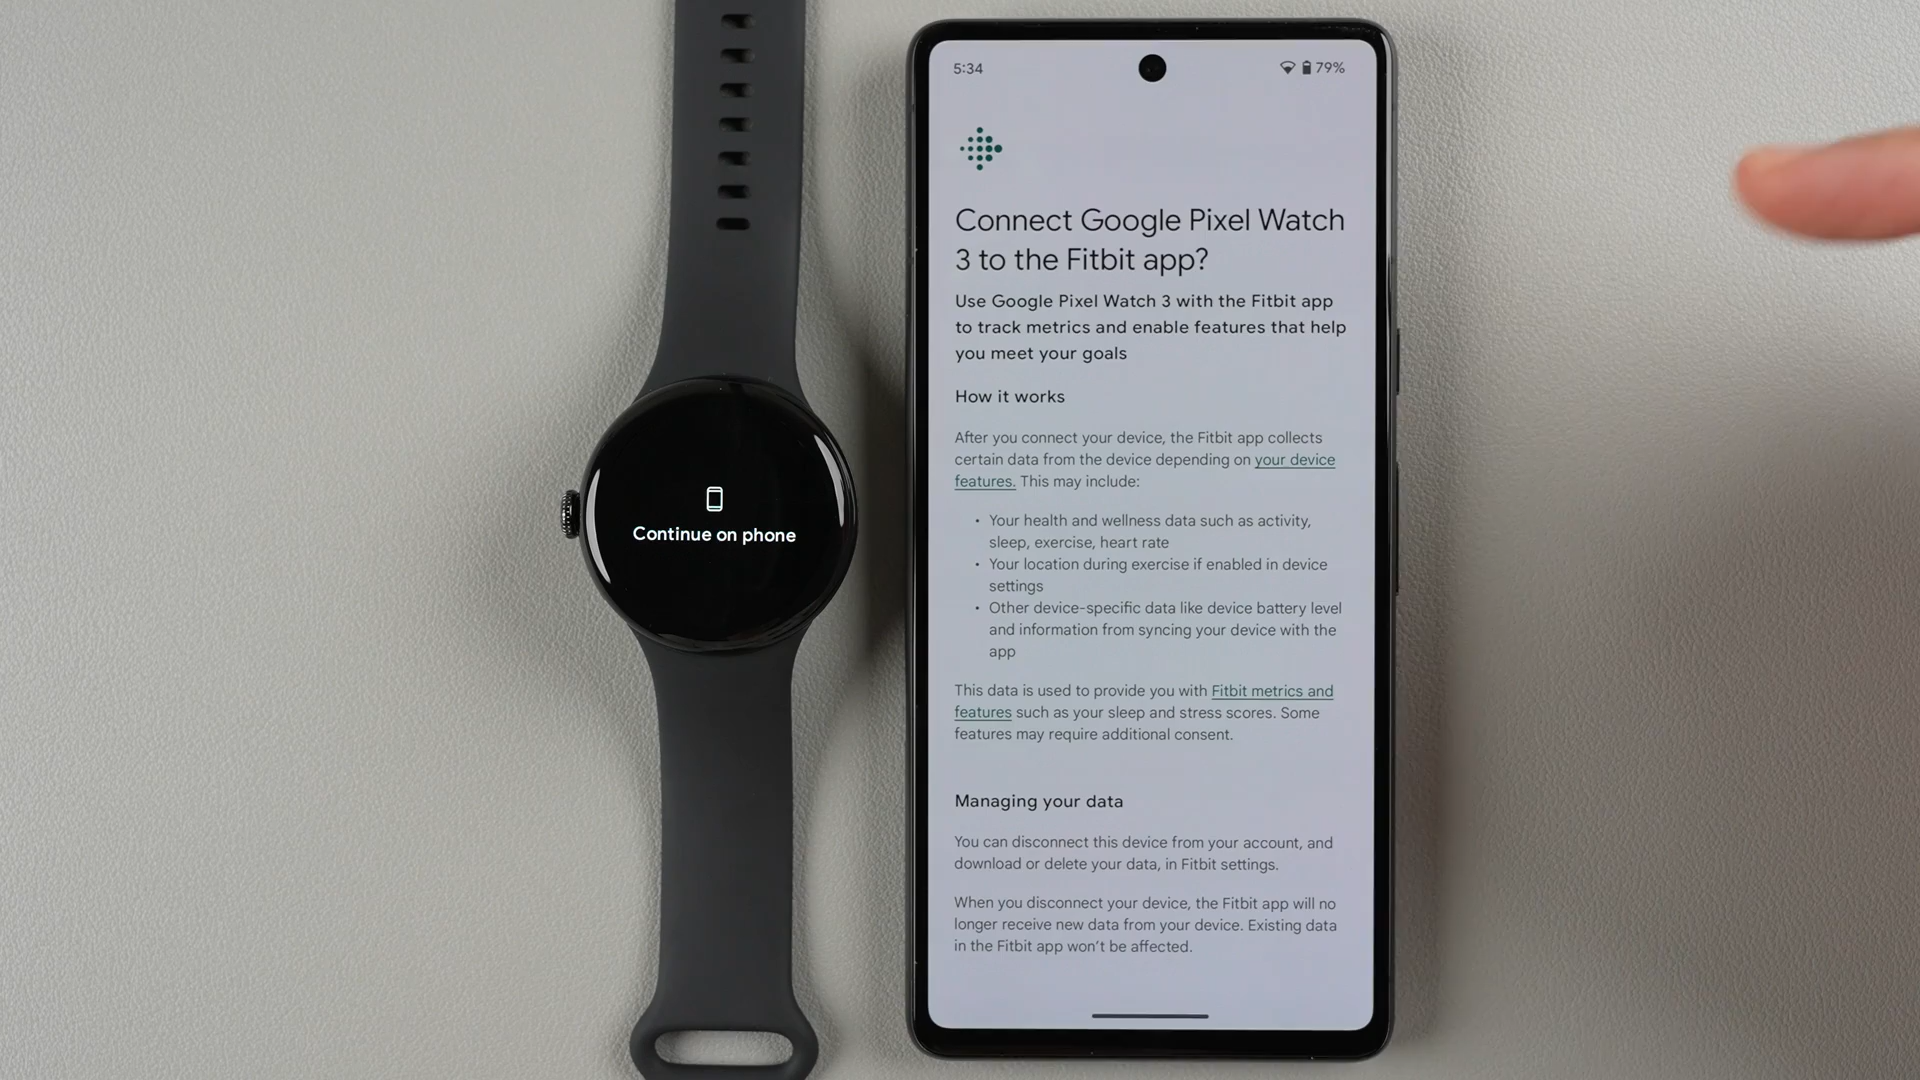 5:34
79%
Connect Google Pixel Watch
3 to the Fitbit app?
Use Google Pixel Watch 3 with the Fitbit app
to track metrics and enable features that help
you meet your goals
How it works
After you connect your device, the Fitbit app collects
certain data from the device depending on your device
features. This may include:
• Your health and wellness data such as activity,
sleep, exercise, heart rate
• Your location during exercise if enabled in device
settings
• Other device-specific data like device battery level
and information from syncing your device with the
app
This data is used to provide you with Fitbit metrics and
features such as your sleep and stress scores. Some
features may require additional consent.
Managing your data
You can disconnect this device from your account, and
download or delete your data, in Fitbit settings.
When you disconnect your device, the Fitbit app will no
longer receive new data from your device. Existing data
in the Fitbit app won't be affected.
Continue on phone